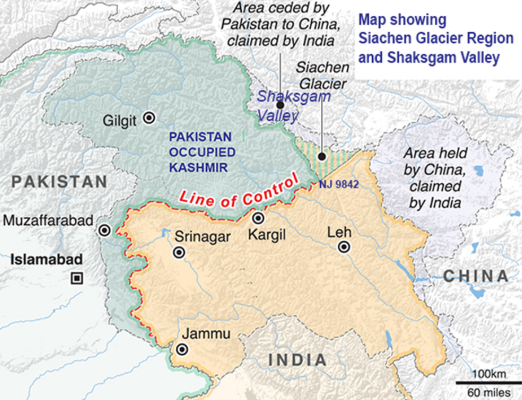 Area ceded by
Pakistan to China,
claimed by India
Map showing
Siachen Glacier Region
and Shaksgam Valley
Siachen
Glacier
Shaksgam
Valley
Gilgit
PAKISTAN
OCCUPIED
KASHMIR
Area held
by China,
claimed
by India
PAKISTAN
Line of Control
NJ 9842
Muzaffarabad
Srinagar
Kargil
Leh
Islamabad
CHINA
Jammu
INDIA
100km
60 miles